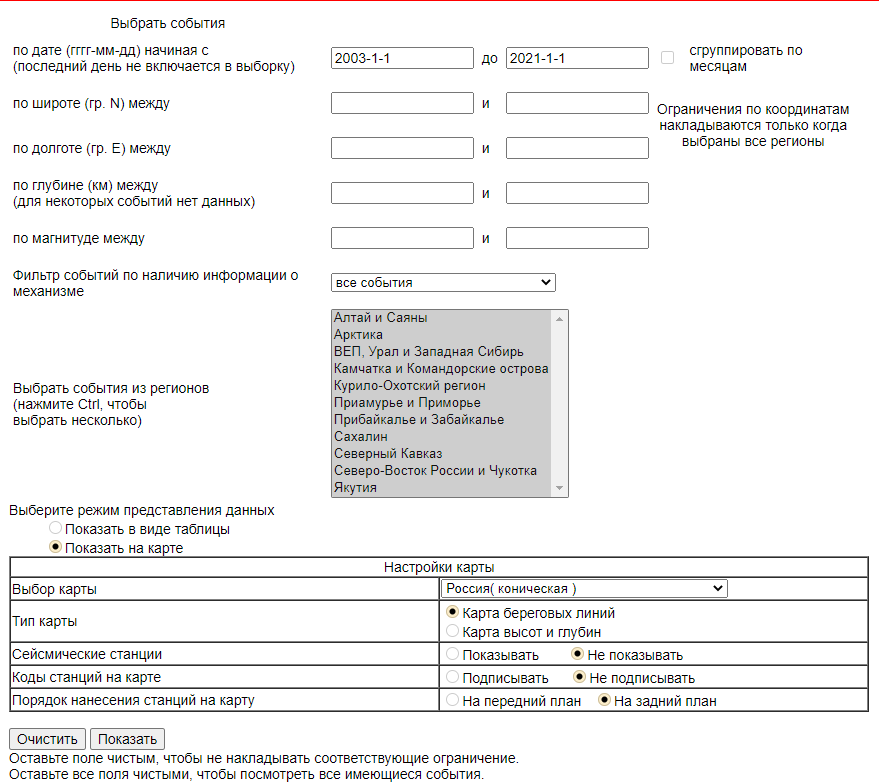 Выбрать события
по дате (гггг-мм-дд) начиная с
(последний день не включается в выборку)
2003-1-1 до 2021-1-1
сгруппировать по
месяцам
по широте (гр. N) между и
Ограничения по координатам
накладываются только когда
выбраны все регионы
по долготе (гр. E) между и
по глубине (км) между
(для некоторых событий нет данных)
и
по магнитуде между и
Фильтр событий по наличию информации о
механизме
все события
Выбрать события из регионов
(нажмите Ctrl, чтобы
выбрать несколько)
Алтай и Саяны
Арктика
ВЕП, Урал и Западная Сибирь
Камчатка и Командорские острова
Курило-Охотский регион
Приамурье и Приморье
Прибайкалье и Забайкалье
Сахалин
Северный Кавказ
Северо-Восток России и Чукотка
Якутия
Выберите режим представления данных
Показать в виде таблицы
Показать на карте
Настройки карты
Выбор карты Россия( коническая )
Тип карты
Карта береговых линий
Карта высот и глубин
Сейсмические станции Показывать Не показывать
Коды станций на карте Подписывать Не подписывать
Порядок нанесения станций на карту На передний план На задний план
Очистить Показать
Оставьте поле чистым, чтобы не накладывать соответствующие ограничение.
Оставьте все поля чистыми, чтобы посмотреть все имеющиеся события.